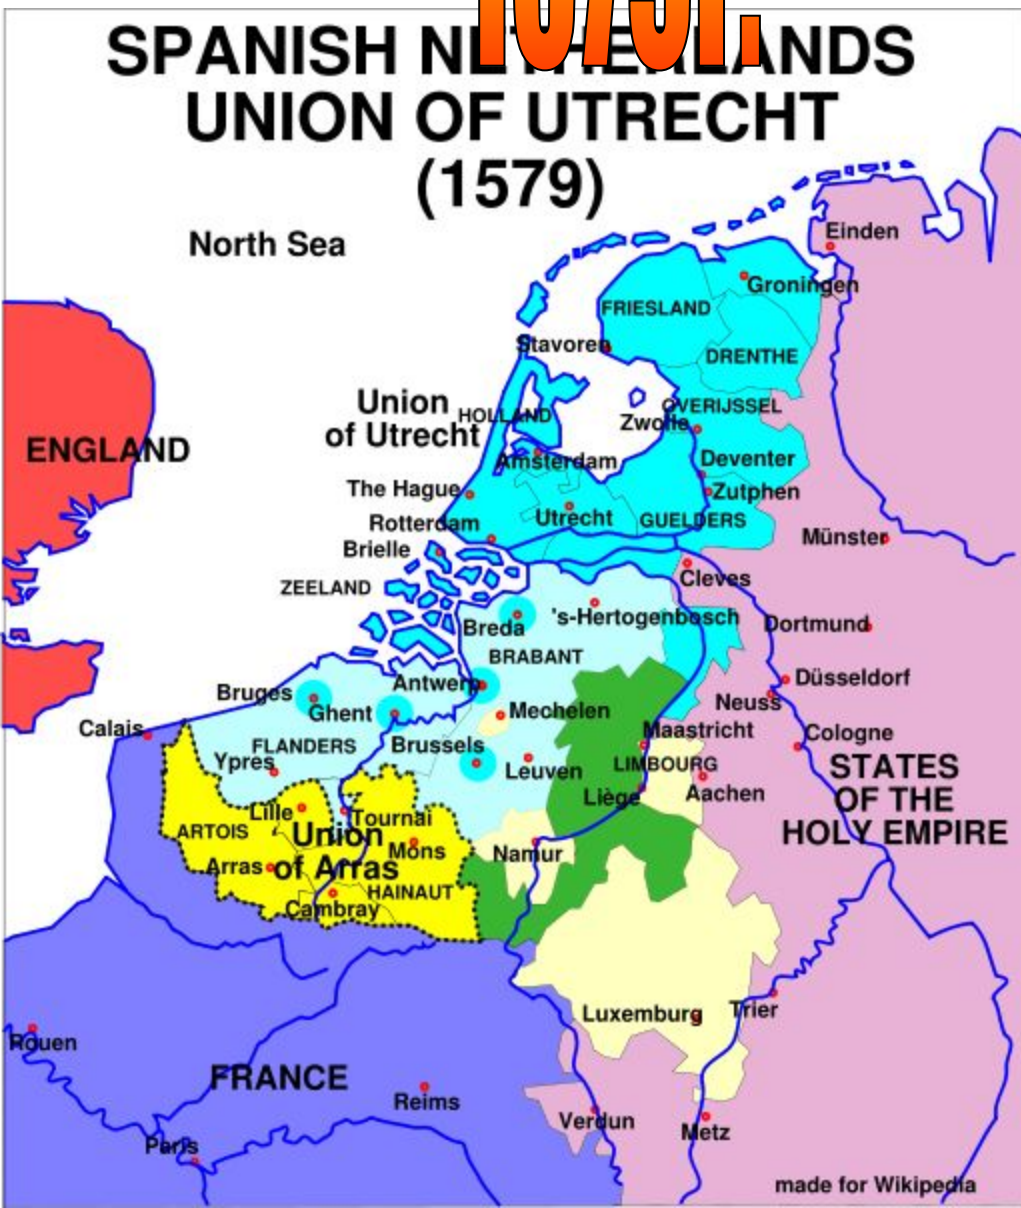 1579r.
SPANISH NETHERLANDS
UNION OF UTRECHT
(1579)
North Sea
Einden
Groningen
FRIESLAND
Stavoren
DRENTHE
Union
of Utrecht
HOLLAND
OVERIJSSEL
Zwolle
ENGLAND
Amsterdam
Deventer
The Hague
Zutphen
Rotterdam
Utrecht
GUELDERS
Brielle
Münster
ZEELAND
Cleves
Breda
's-Hertogenbosch
Dortmund
BRABANT
Bruges
Antwerp
Düsseldorf
Neuss
Ghent
Mechelen
Calais
Maastricht
Cologne
FLANDERS
Brussels
Ypres
Leuven
LIMBOURG
STATES
OF THE
HOLY EMPIRE
Liège
Aachen
Lille
Tournai
ARTOIS
Union
of Arras
Mons
Namur
Arras
HAINAUT
Cambray
Luxemburg
Trier
Rouen
FRANCE
Reims
Verdun
Metz
Paris
made for Wikipedia